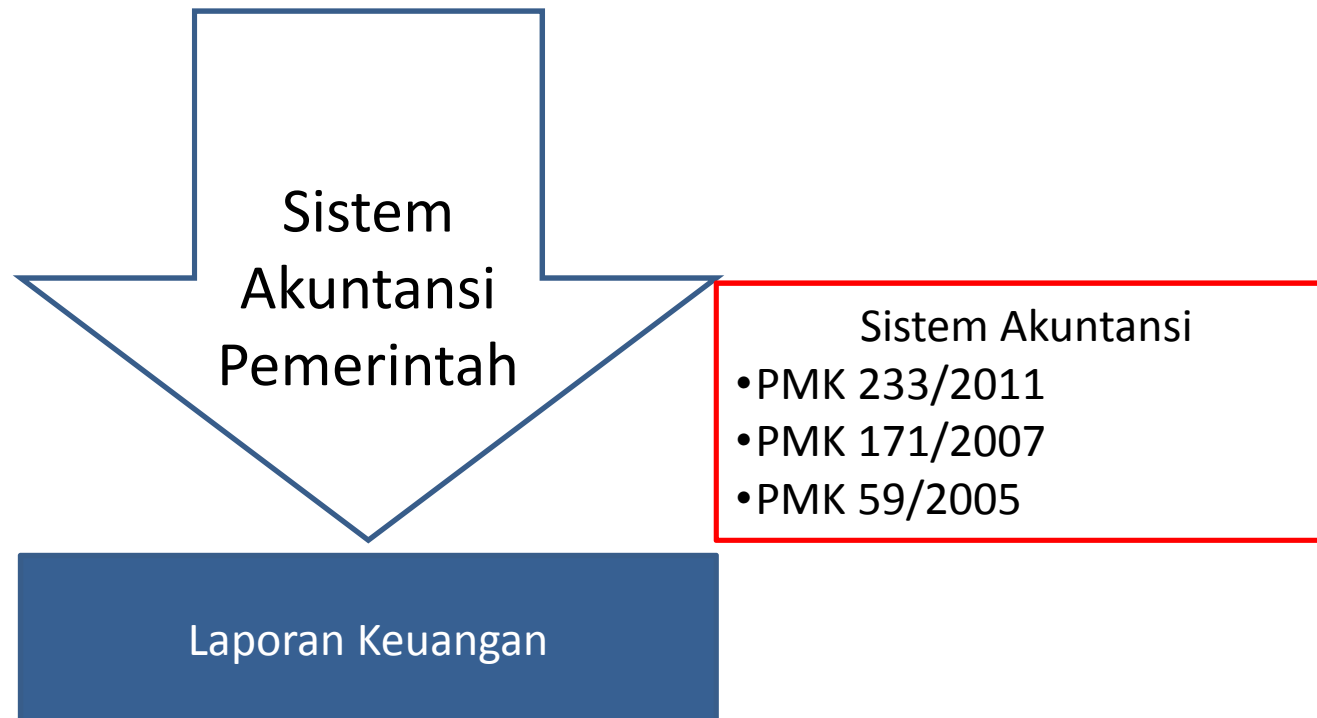 Sistem
Akuntansi
Pemerintah
Sistem Akuntansi
•PMK 233/2011
•PMK 171/2007
•PMK 59/2005
Laporan Keuangan